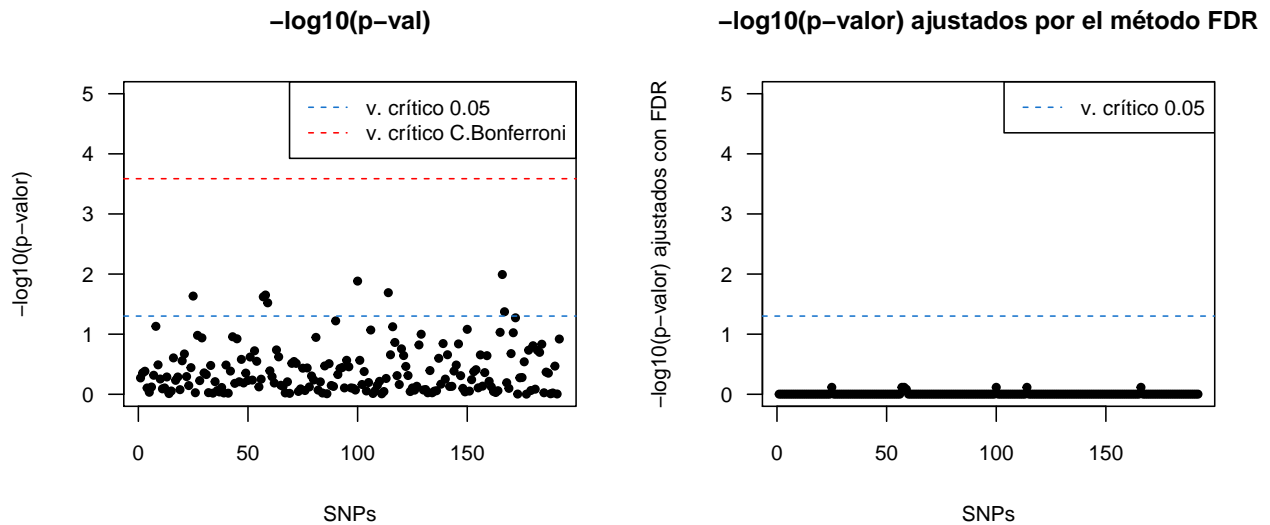 −log10(p−val)
−log10(p−valor)
5
4
3
2
1
0
v. crítico 0.05
v. crítico C.Bonferroni
0 50 100 150
SNPs
−log10(p−valor) ajustados por el método FDR
−log10(p−valor) ajustados con FDR
5
4
3
2
1
0
v. crítico 0.05
0 50 100 150
SNPs